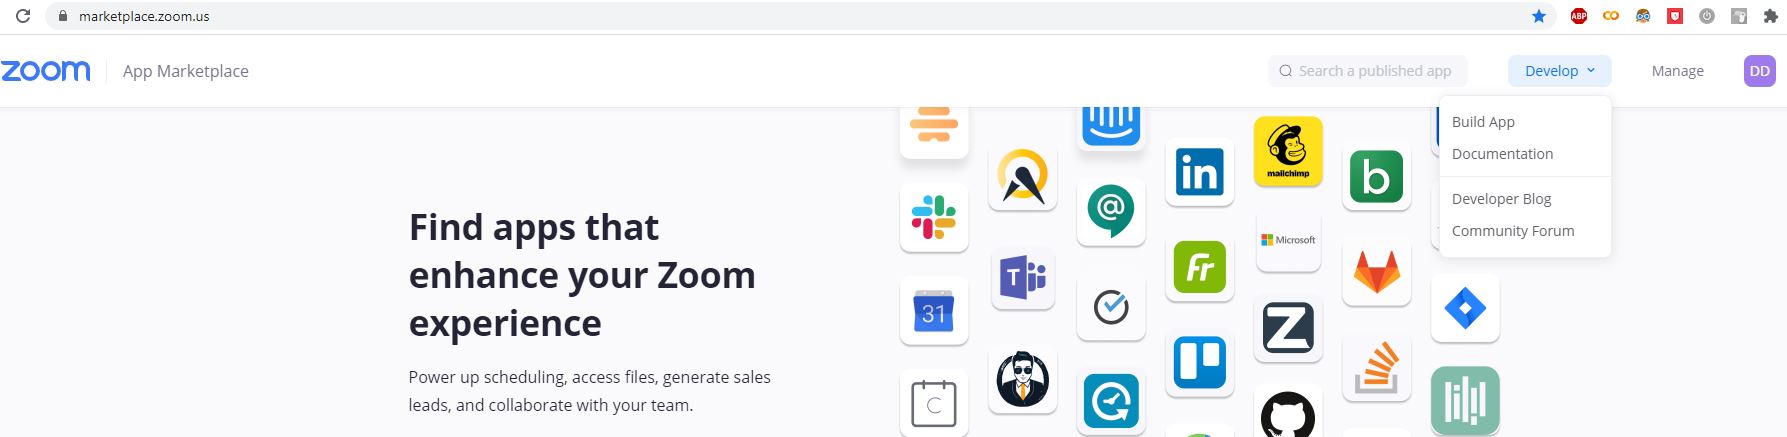 marketplace.zoom.us
ABP
zoom
App Marketplace
Search a published app
Develop
Manage
DD
Build App
Documentation
Developer Blog
Community Forum
Find apps that
enhance your Zoom
experience
Power up scheduling, access files, generate sales
leads, and collaborate with your team.
in
mailchimp
b
@
Microsoft
T
Fr
31
Z
C